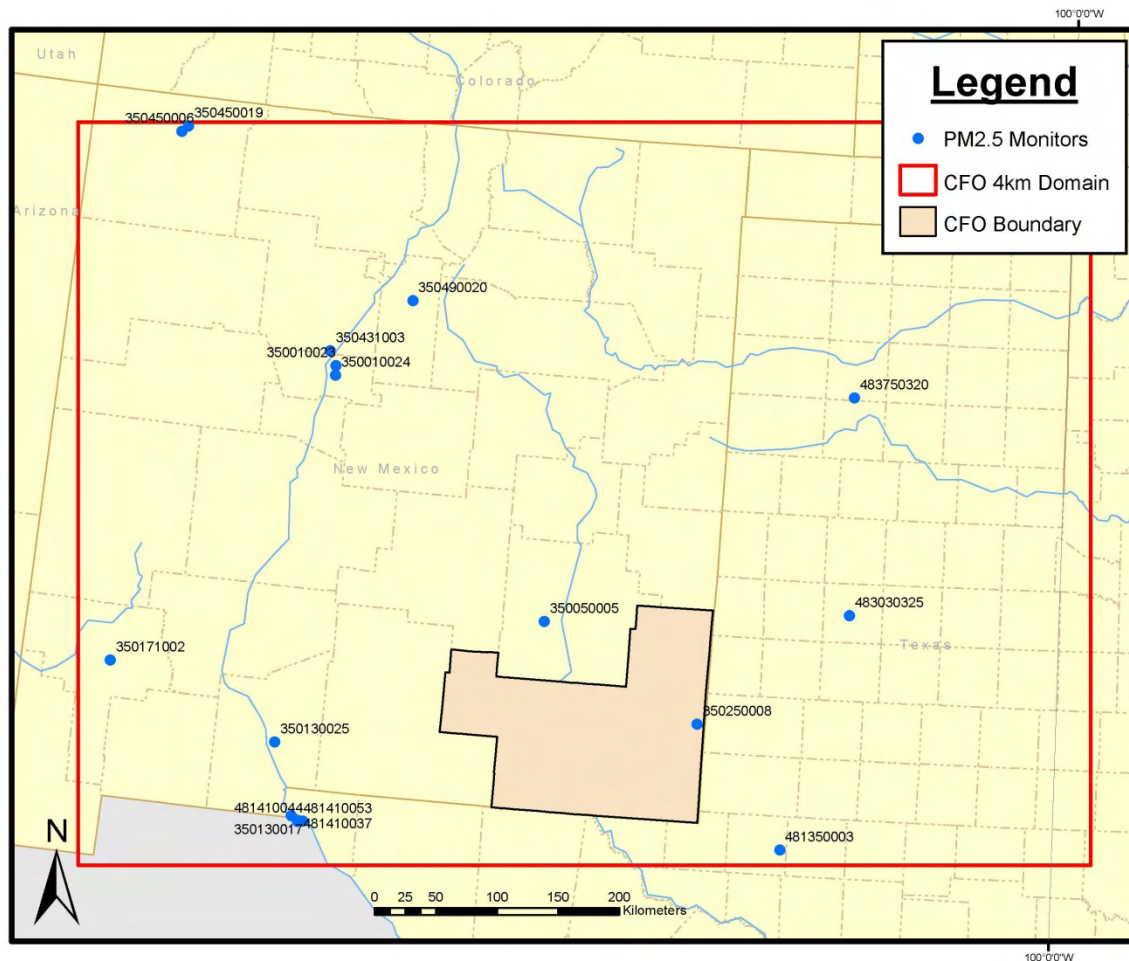 100°0'0"W
Utah
Colorado
Legend
PM2.5 Monitors
CFO 4km Domain
CFO Boundary
350450006
350450019
Arizona
350490020
350431003
350010023
350010024
483750320
New Mexico
350050005
483030325
Texas
350171002
350250008
350130025
481410044
481410053
350130017
481410037
481350003
N
0 25 50 100 150 200
Kilometers
100°0'0"W